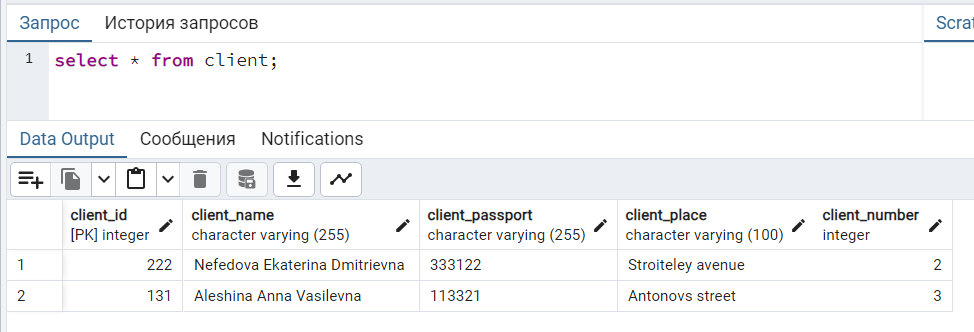 Запрос История запросов Scrat
1 select * from client;
Data Output Сообщения Notifications
client_id client_name client_passport client_place client_number
[PK] integer character varying (255) character varying (255) character varying (100) integer
1 222 Nefedova Ekaterina Dmitrievna 333122 Stroiteley avenue 2
2 131 Aleshina Anna Vasilevna 113321 Antonovs street 3